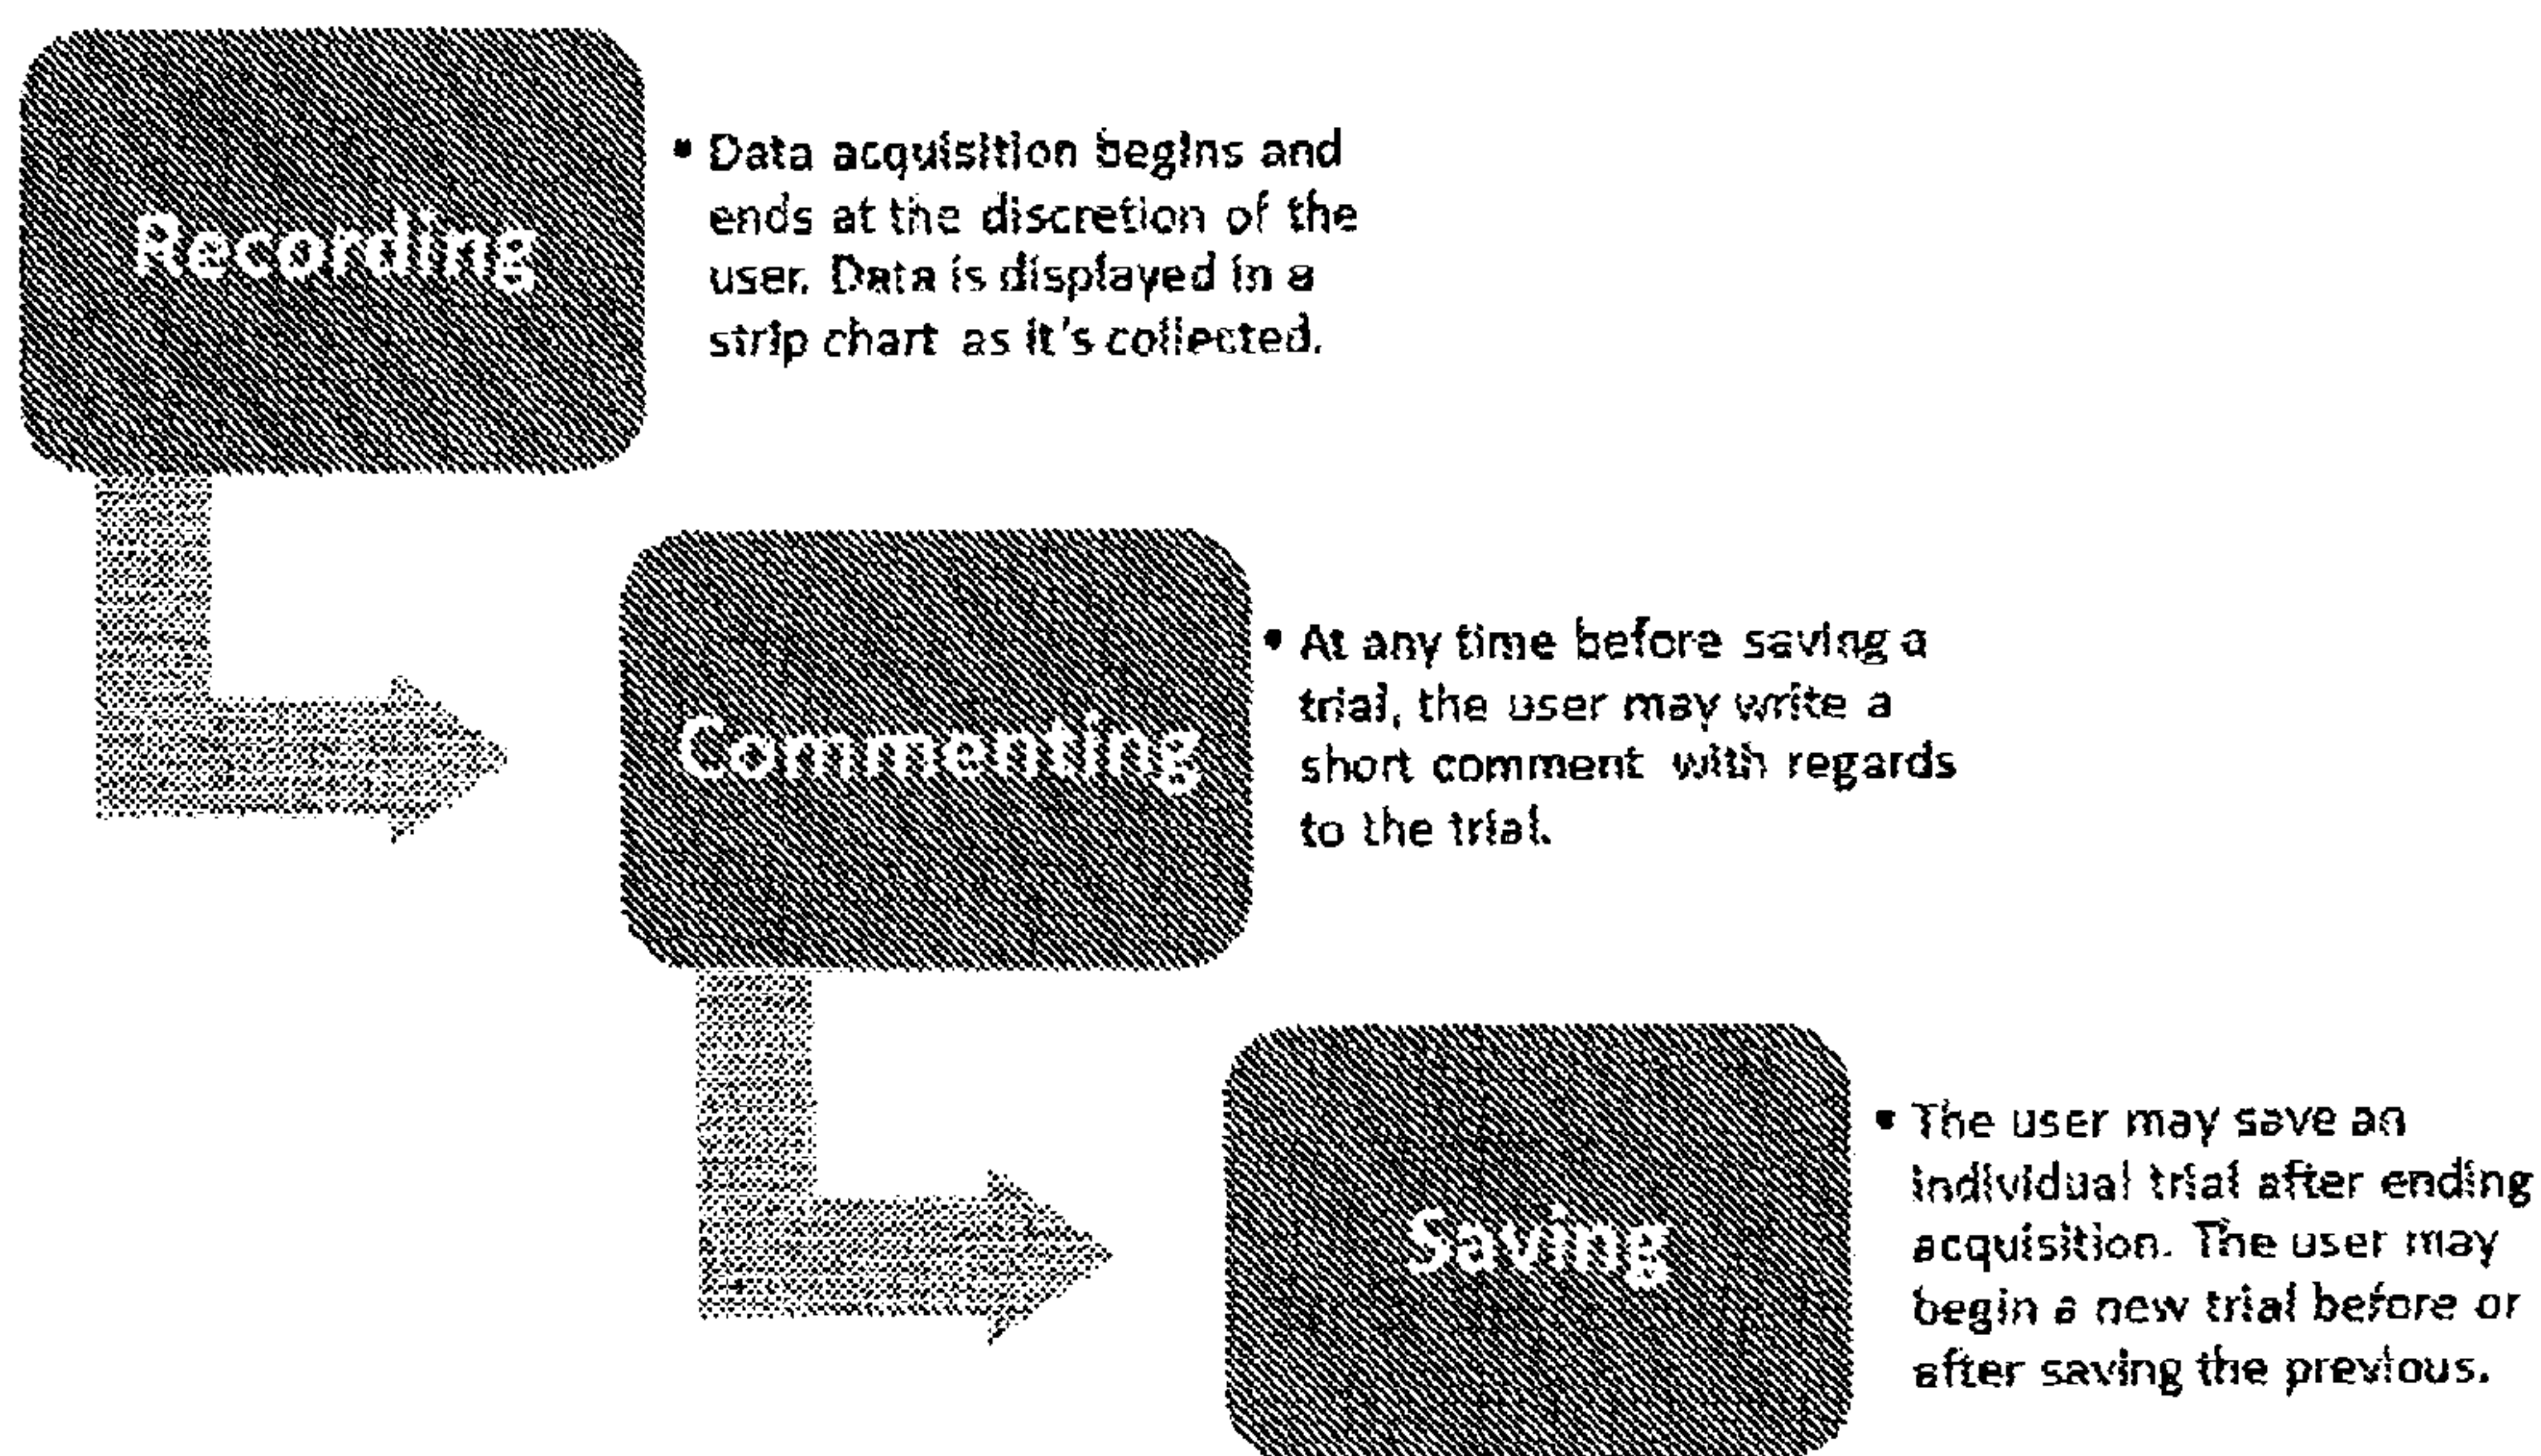 Recording
• Data acquisition begins and
ends at the discretion of the
user. Data is displayed in a
strip chart as it's collected.
Commenting
• At any time before saving a
trial, the user may write a
short comment with regards
to the trial.
Saving
• The user may save an
individual trial after ending
acquisition. The user may
begin a new trial before or
after saving the previous.